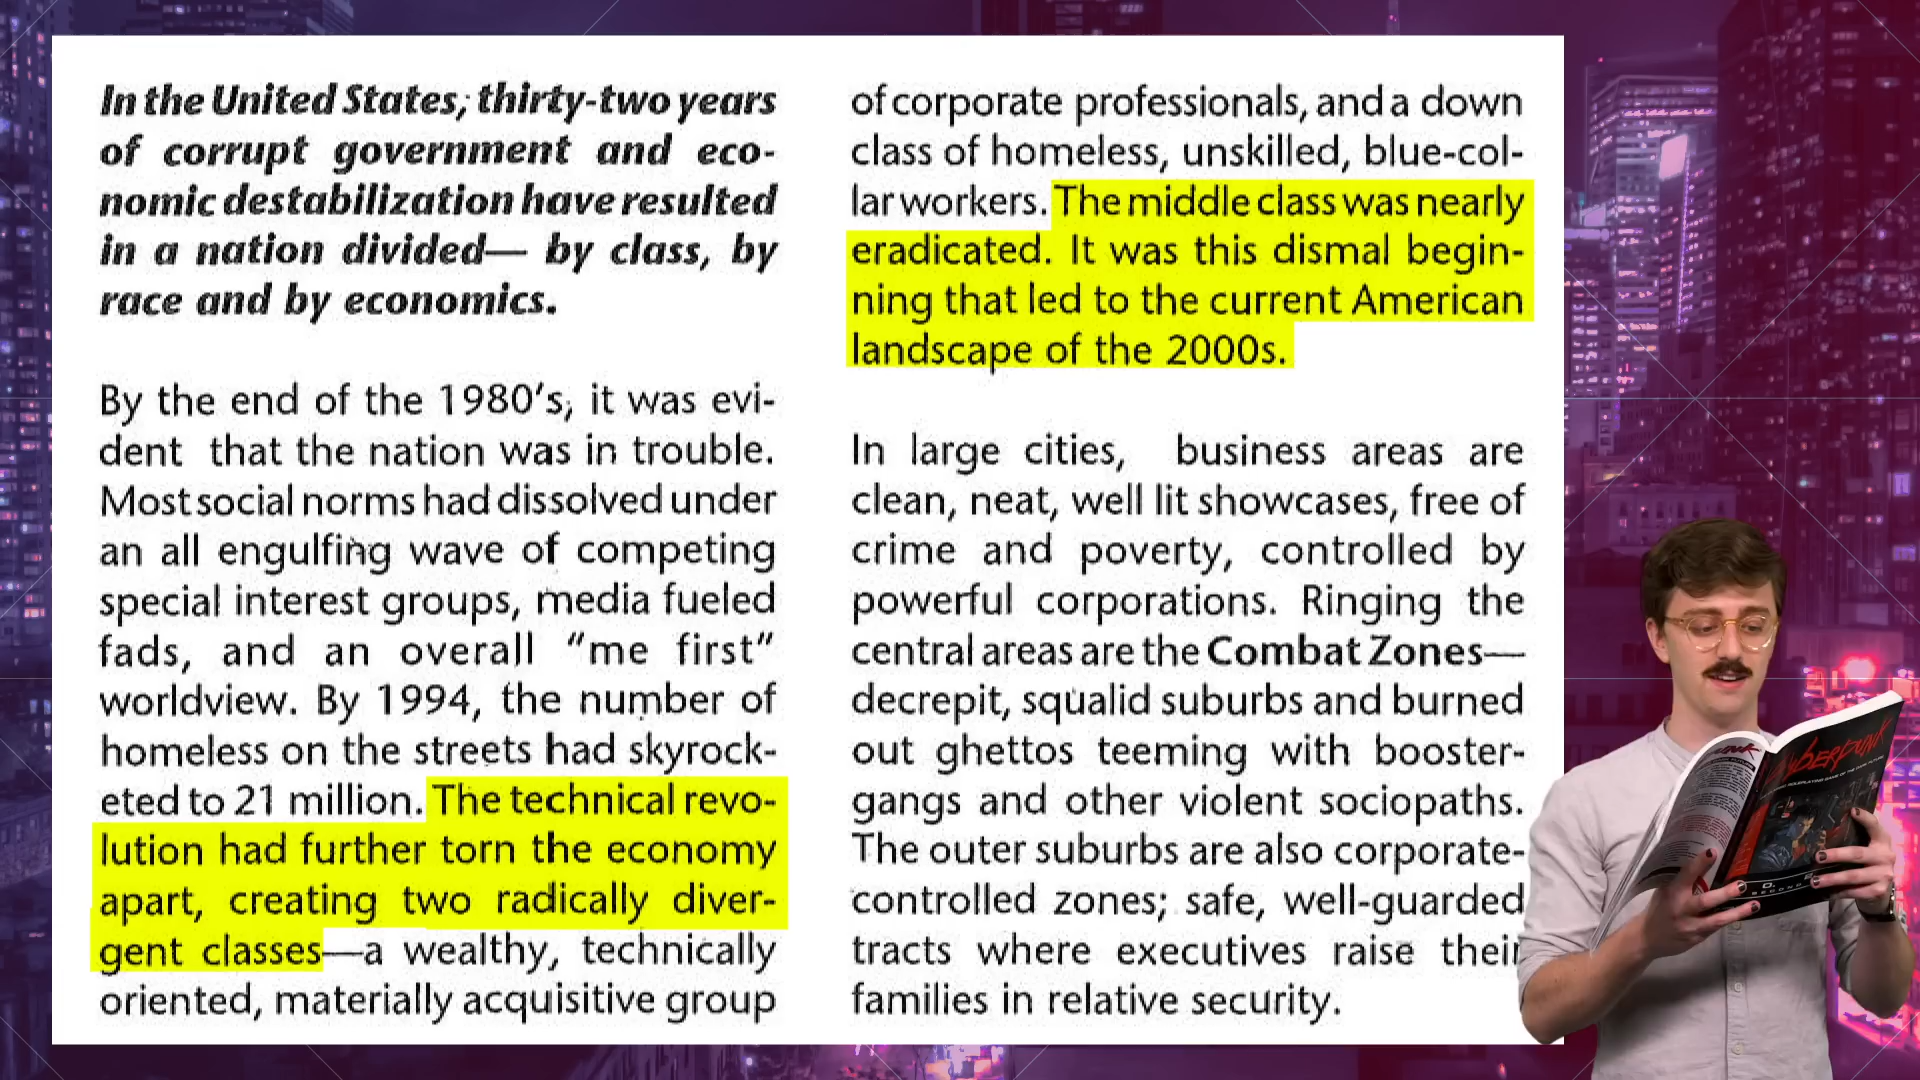 In the United States, thirty-two years
of corrupt government and eco-
nomic destabilization have resulted
in a nation divided— by class, by
race and by economics.
By the end of the 1980's, it was evi-
dent that the nation was in trouble.
Most social norms had dissolved under
an all engulfing wave of competing
special interest groups, media fueled
fads, and an overall "me first"
worldview. By 1994, the number of
homeless on the streets had skyrock-
eted to 21 million. The technical revo-
lution had further torn the economy
apart, creating two radically diver-
gent classes—a wealthy, technically
oriented, materially acquisitive group
of corporate professionals, and a down
class of homeless, unskilled, blue-col-
lar workers. The middle class was nearly
eradicated. It was this dismal begin-
ning that led to the current American
landscape of the 2000s.
In large cities, business areas are
clean, neat, well lit showcases, free of
crime and poverty, controlled by
powerful corporations. Ringing the
central areas are the Combat Zones—
decrepit, squalid suburbs and burned
out ghettos teeming with booster-
gangs and other violent sociopaths.
The outer suburbs are also corporate-
controlled zones; safe, well-guarded
tracts where executives raise their
families in relative security.
CYBERPUNK